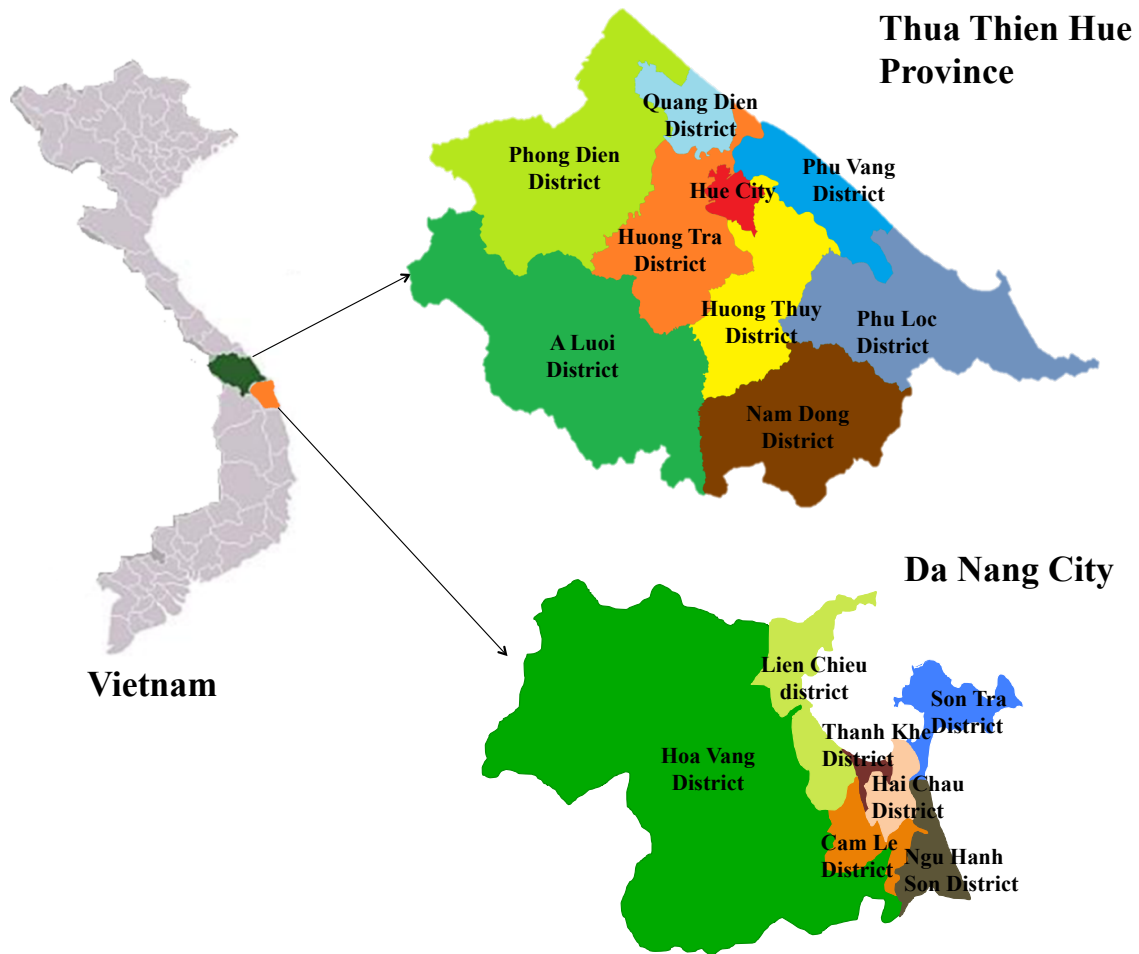 Thua Thien Hue
Province
Quang Dien
District
Phong Dien
District
Phu Vang
District
Hue City
Huong Tra
District
Huong Thuy
District
Phu Loc
District
A Luoi
District
Nam Dong
District
Vietnam
Da Nang City
Lien Chieu
district
Son Tra
District
Thanh Khe
District
Hoa Vang
District
Hai Chau
District
Cam Le
District
Ngu Hanh
Son District